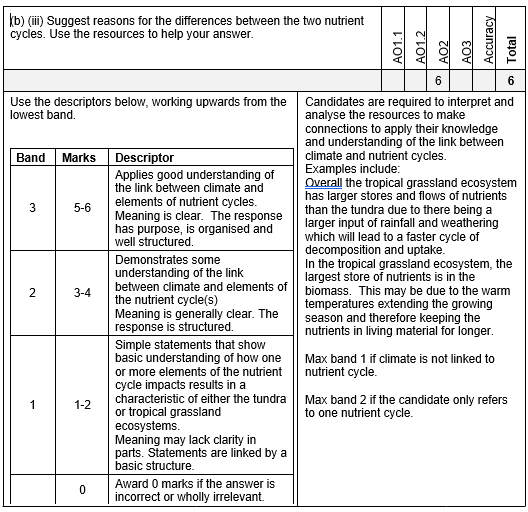 (b) (iii) Suggest reasons for the differences between the two nutrient
cycles. Use the resources to help your answer.
AO1.1
AO1.2
AO2
AO3
Accuracy
Total
6
6
Use the descriptors below, working upwards from the
lowest band.
Band Marks Descriptor
3
5-6
Applies good understanding of
the link between climate and
elements of nutrient cycles.
Meaning is clear. The response
has purpose, is organised and
well structured.
2
3-4
Demonstrates some
understanding of the link
between climate and elements of
the nutrient cycle(s)
Meaning is generally clear. The
response is structured.
1
1-2
Simple statements that show
basic understanding of how one
or more elements of the nutrient
cycle impacts results in a
characteristic of either the tundra
or tropical grassland
ecosystems.
Meaning may lack clarity in
parts. Statements are linked by a
basic structure.
0
Award 0 marks if the answer is
incorrect or wholly irrelevant.
Candidates are required to interpret and
analyse the resources to make
connections to apply their knowledge
and understanding of the link between
climate and nutrient cycles.
Examples include:
Overall the tropical grassland ecosystem
has larger stores and flows of nutrients
than the tundra due to there being a
larger input of rainfall and weathering
which will lead to a faster cycle of
decomposition and uptake.
In the tropical grassland ecosystem, the
largest store of nutrients is in the
biomass. This may be due to the warm
temperatures extending the growing
season and therefore keeping the
nutrients in living material for longer.
Max band 1 if climate is not linked to
nutrient cycle.
Max band 2 if the candidate only refers
to one nutrient cycle.